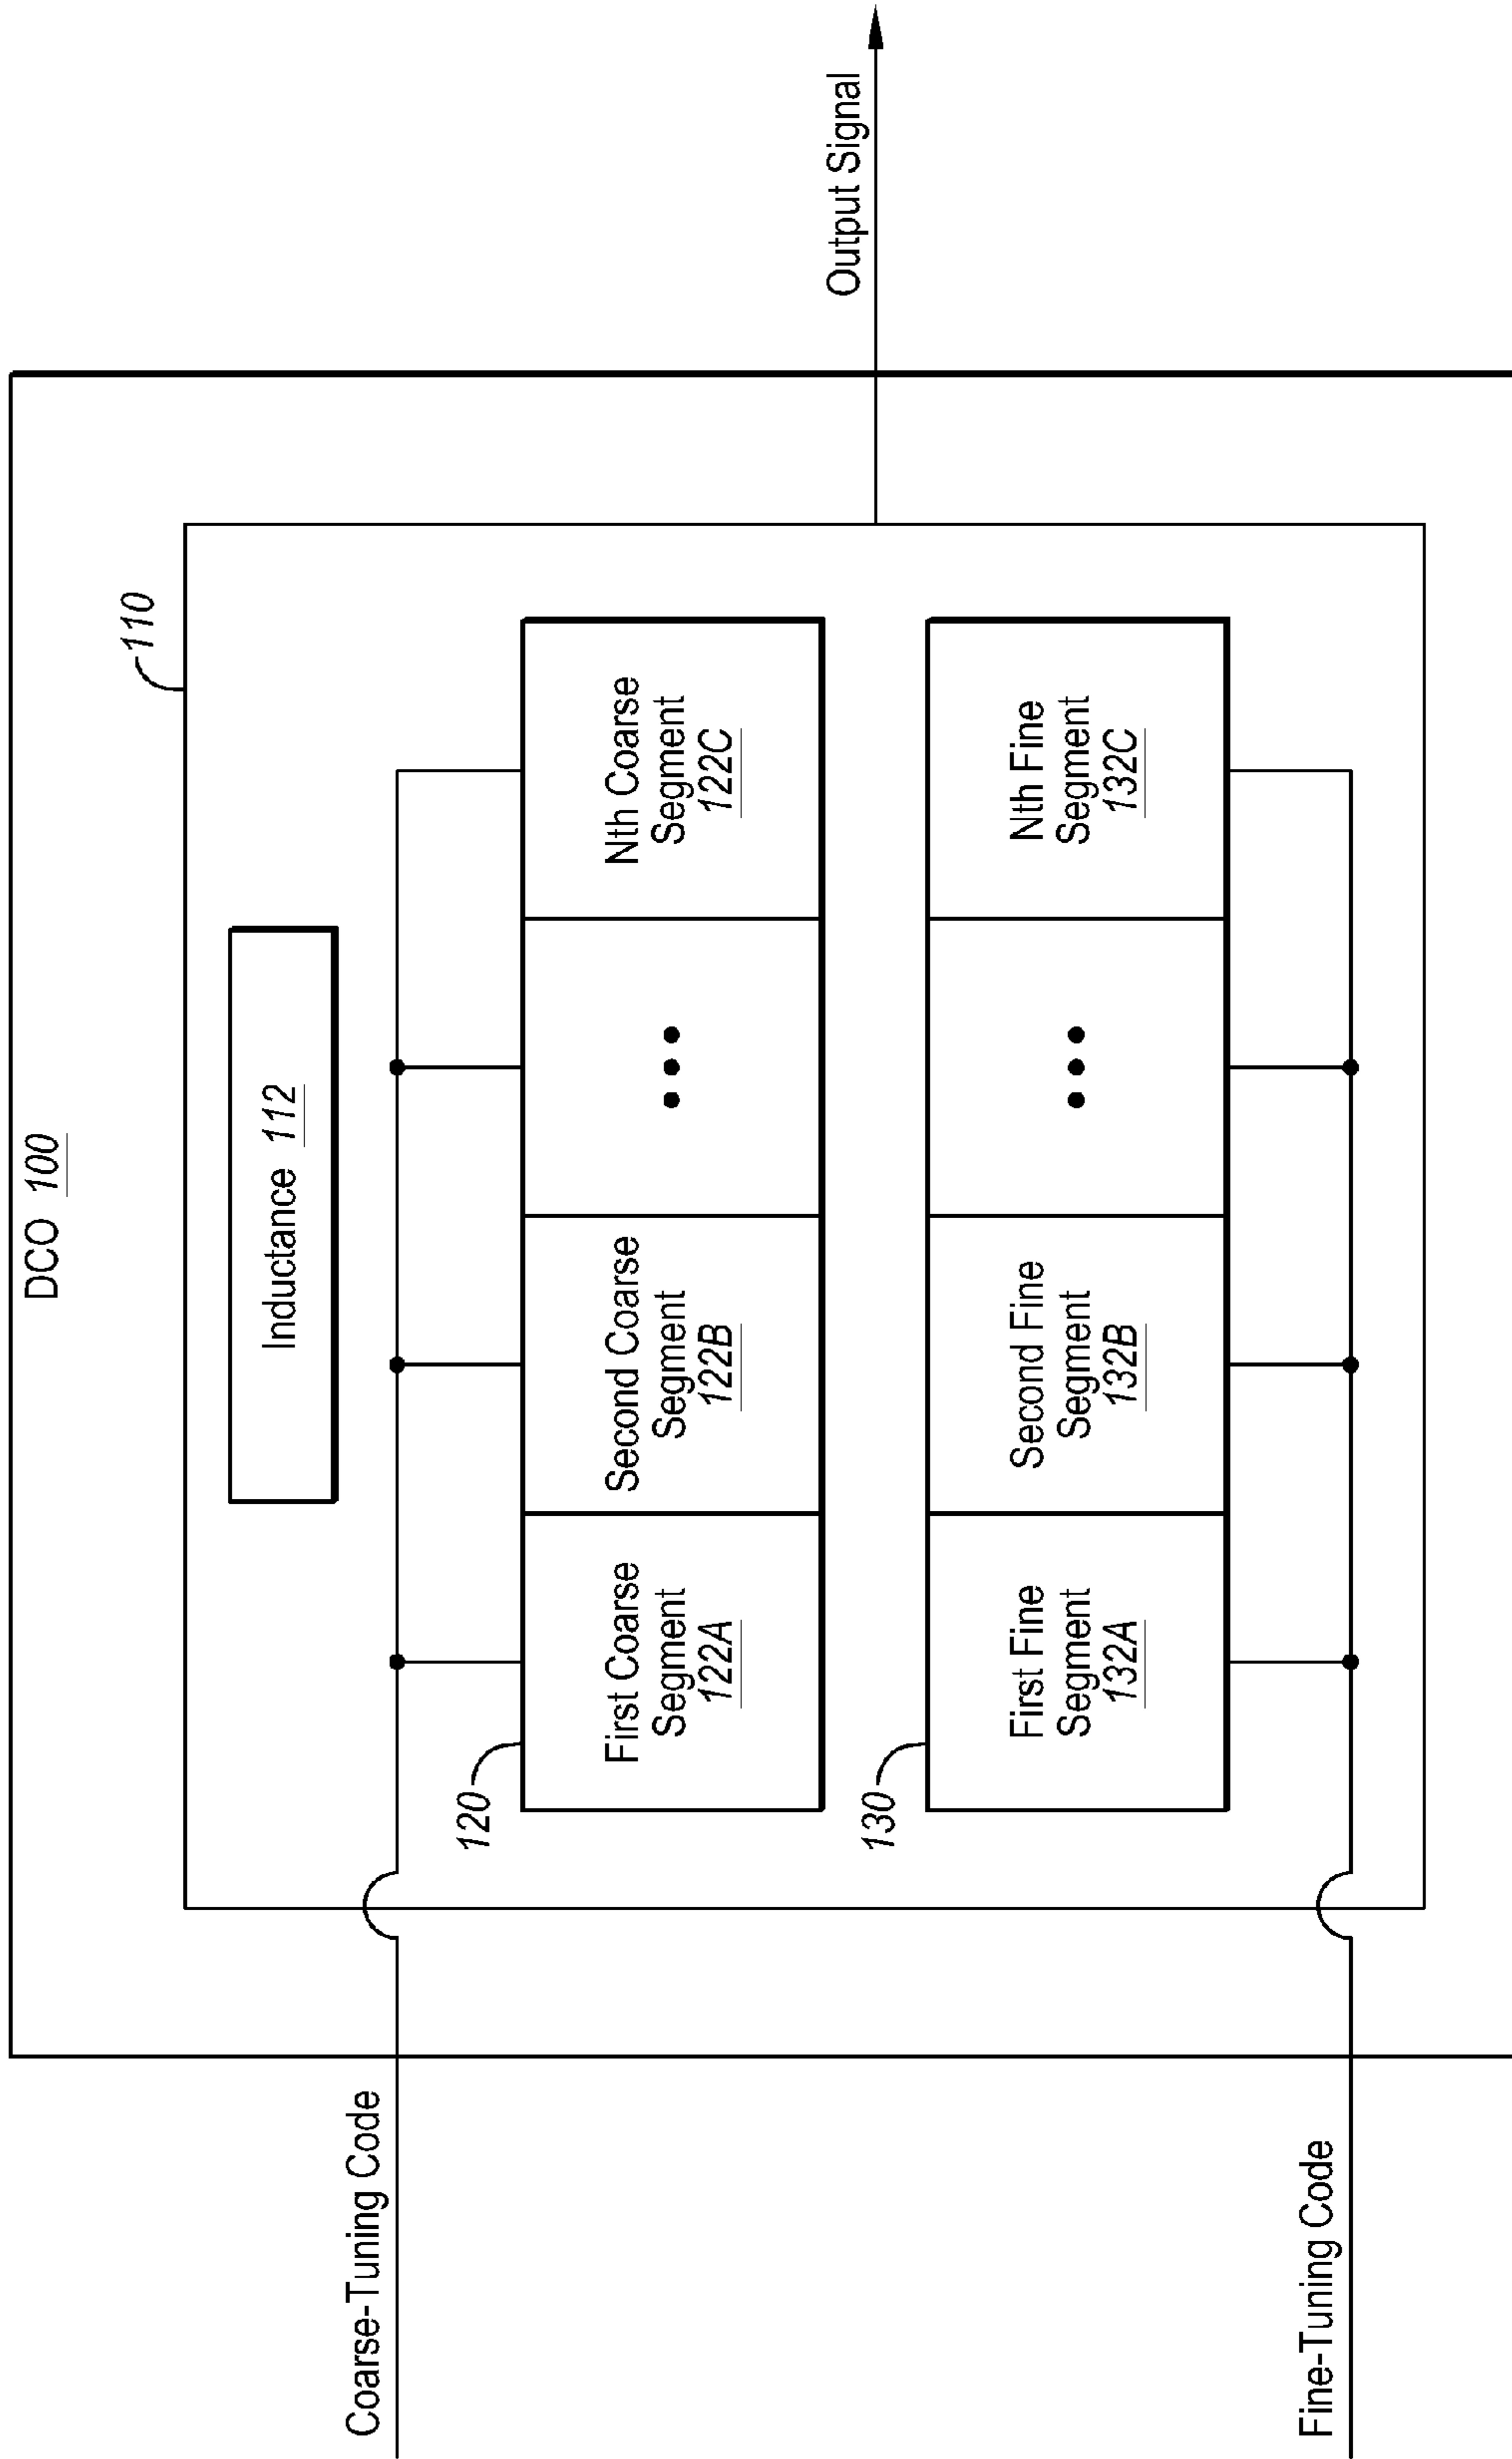 DCO 100
110
Inductance 112
Coarse-Tuning Code
120
First Coarse
Segment
122A
Second Coarse
Segment
122B
•••
Nth Coarse
Segment
122C
Output Signal
130
First Fine
Segment
132A
Second Fine
Segment
132B
•••
Nth Fine
Segment
132C
Fine-Tuning Code